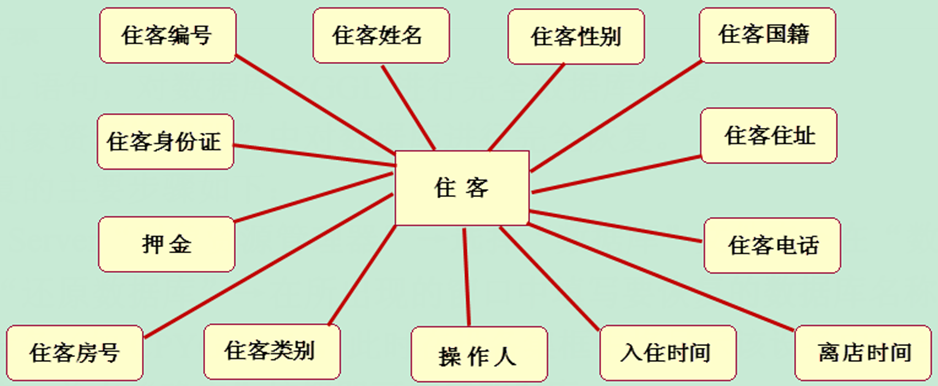 住客编号
住客姓名
住客性别
住客国籍
住客身份证
住客住址
住 客
押 金
住客电话
住客房号
住客类别
操 作 人
入住时间
离店时间